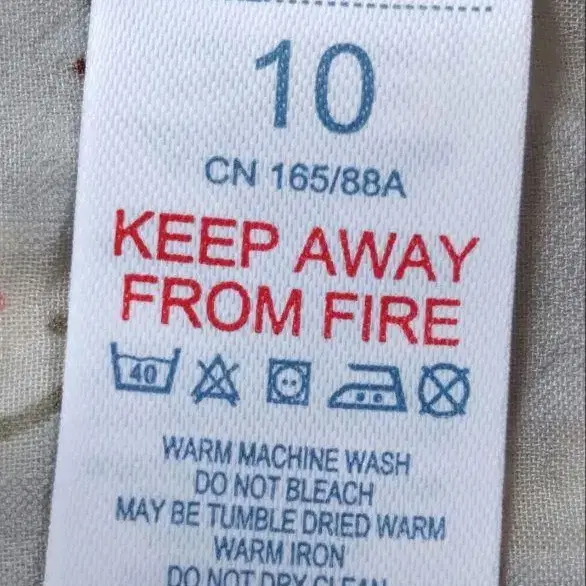 10
CN 165/88A
KEEP AWAY
FROM FIRE
40
WARM MACHINE WASH
DO NOT BLEACH
MAY BE TUMBLE DRIED WARM
WARM IRON
DO NOT DRY CLEAN